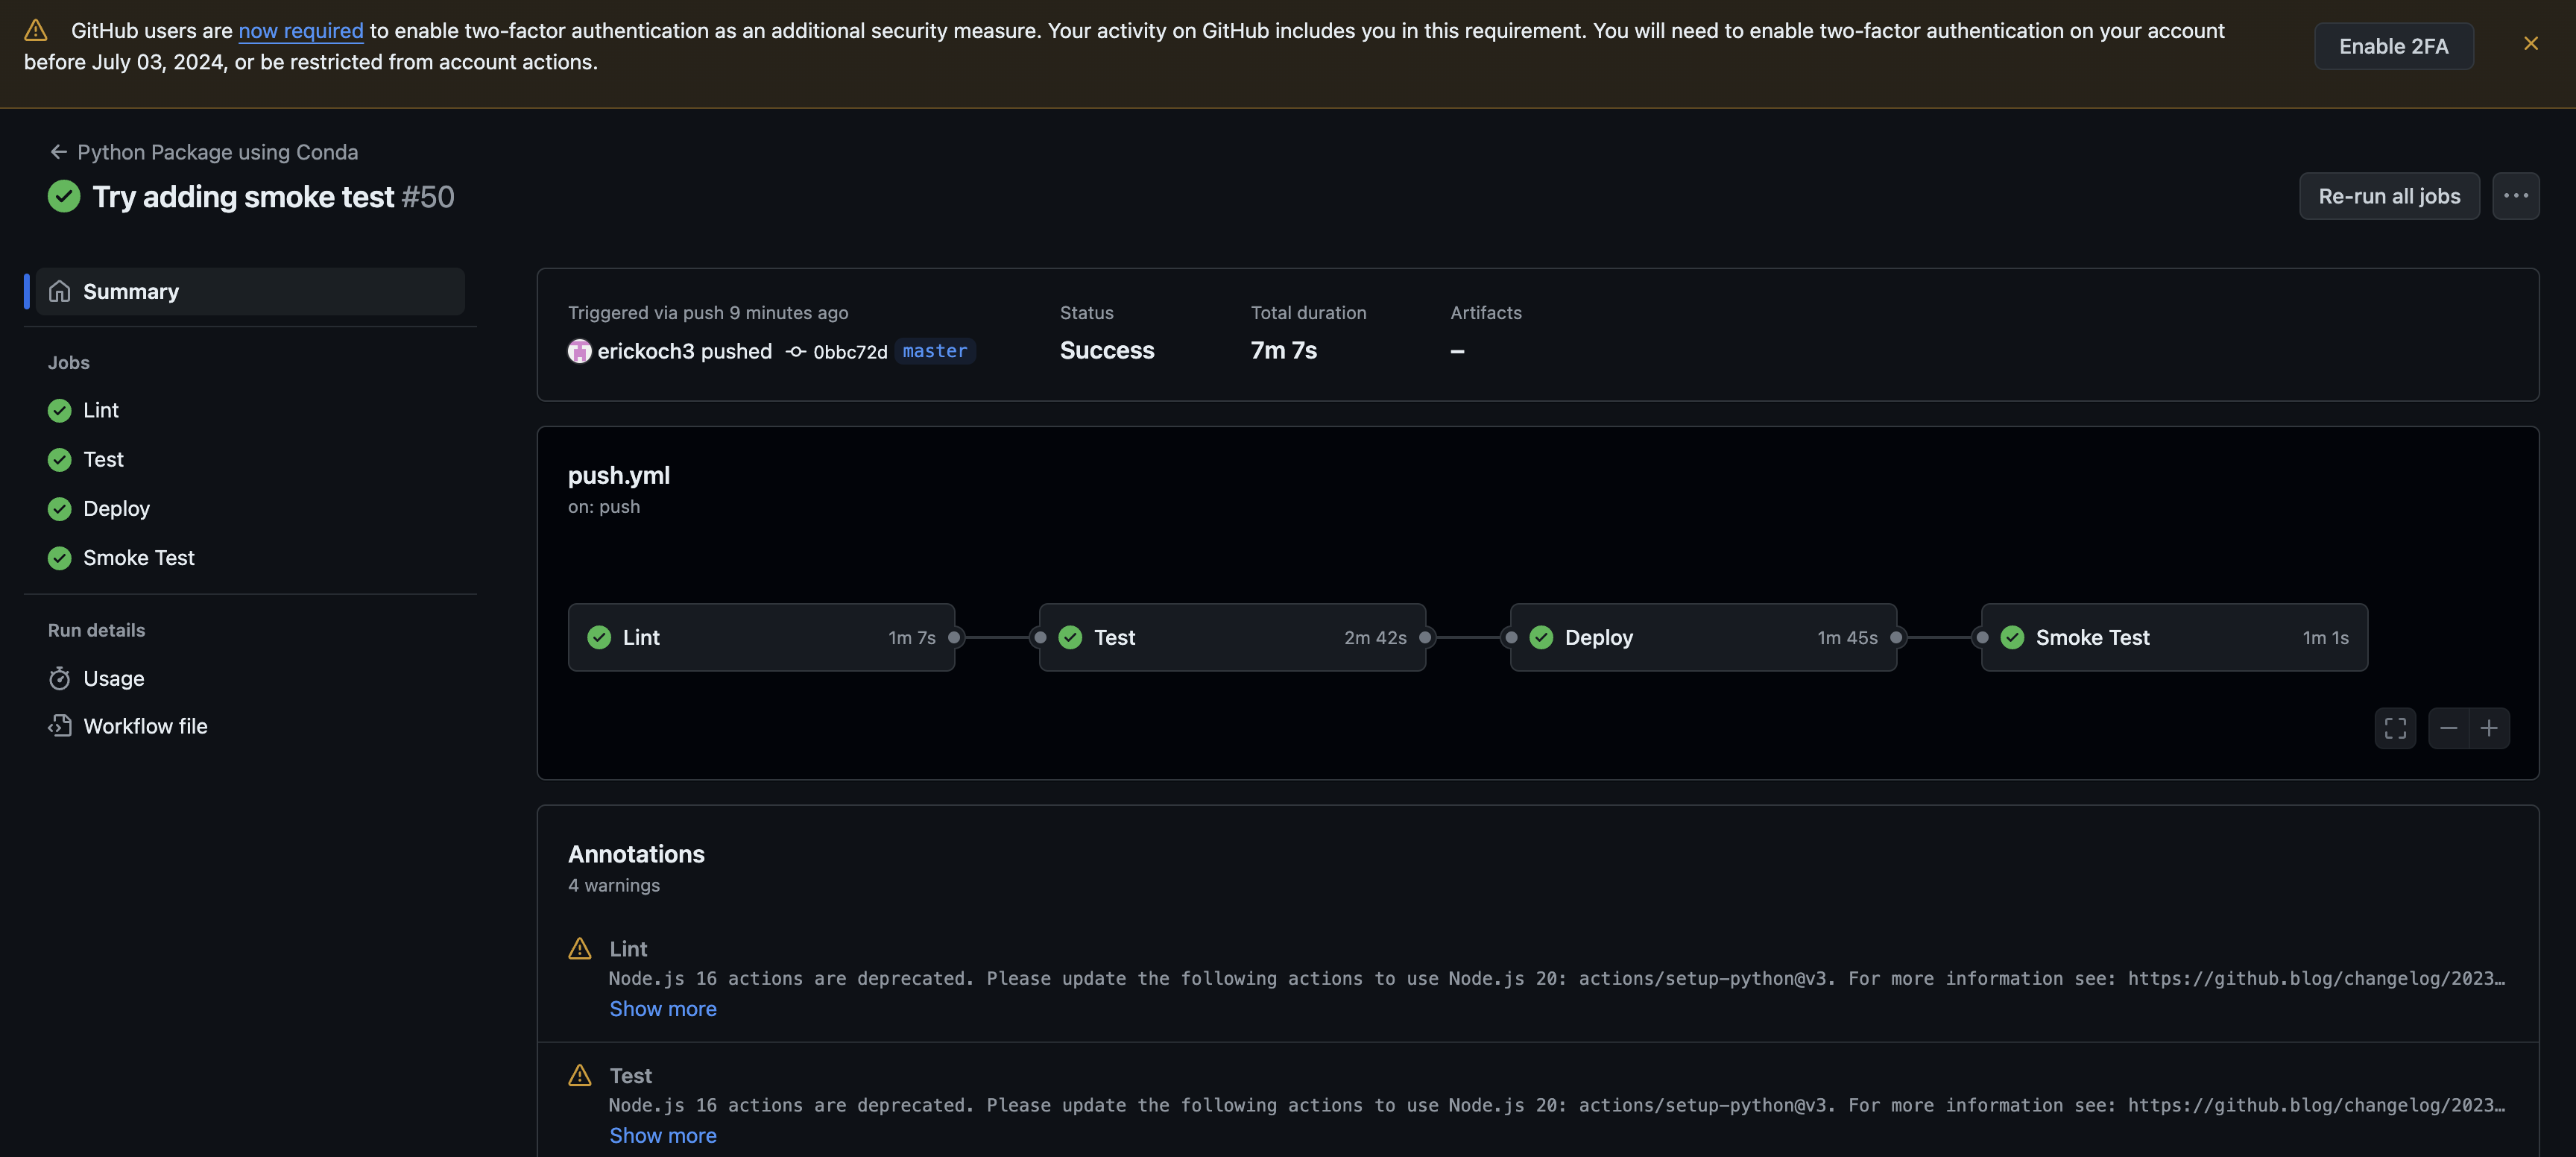 GitHub users are now required to enable two-factor authentication as an additional security measure. Your activity on GitHub includes you in this requirement. You will need to enable two-factor authentication on your account
before July 03, 2024, or be restricted from account actions.
Enable 2FA
Python Package using Conda
Try adding smoke test #50
Re-run all jobs
Summary
Jobs
Lint
Test
Deploy
Smoke Test
Run details
Usage
Workflow file
Triggered via push 9 minutes ago
erickoch3 pushed 0bbc72d master
Status
Success
Total duration
7m 7s
Artifacts
–
push.yml
on: push
Lint 1m 7s
Test 2m 42s
Deploy 1m 45s
Smoke Test 1m 1s
Annotations
4 warnings
Lint
Node.js 16 actions are deprecated. Please update the following actions to use Node.js 20: actions/setup-python@v3. For more information see: https://github.blog/changelog/2023…
Show more
Test
Node.js 16 actions are deprecated. Please update the following actions to use Node.js 20: actions/setup-python@v3. For more information see: https://github.blog/changelog/2023…
Show more